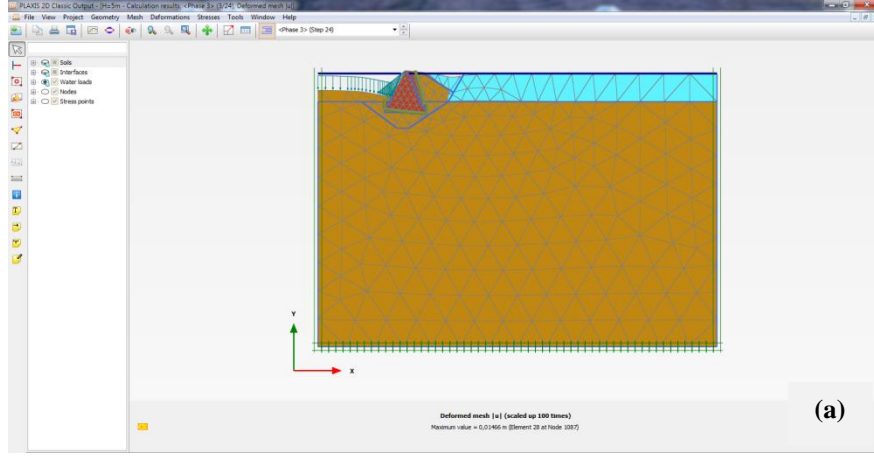 PLAXIS 2D Classic Output - [H=5m - Calculation results, <Phase 3> (3/24), Deformed mesh |u|]
File View Project Geometry Mesh Deformations Stresses Tools Window Help
<Phase 3> (Step 24)
Soils
Interfaces
Water loads
Nodes
Stress points
Y
X
(a)
Deformed mesh |u| (scaled up 100 times)
Maximum value = 0,01466 m (Element 28 at Node 1087)